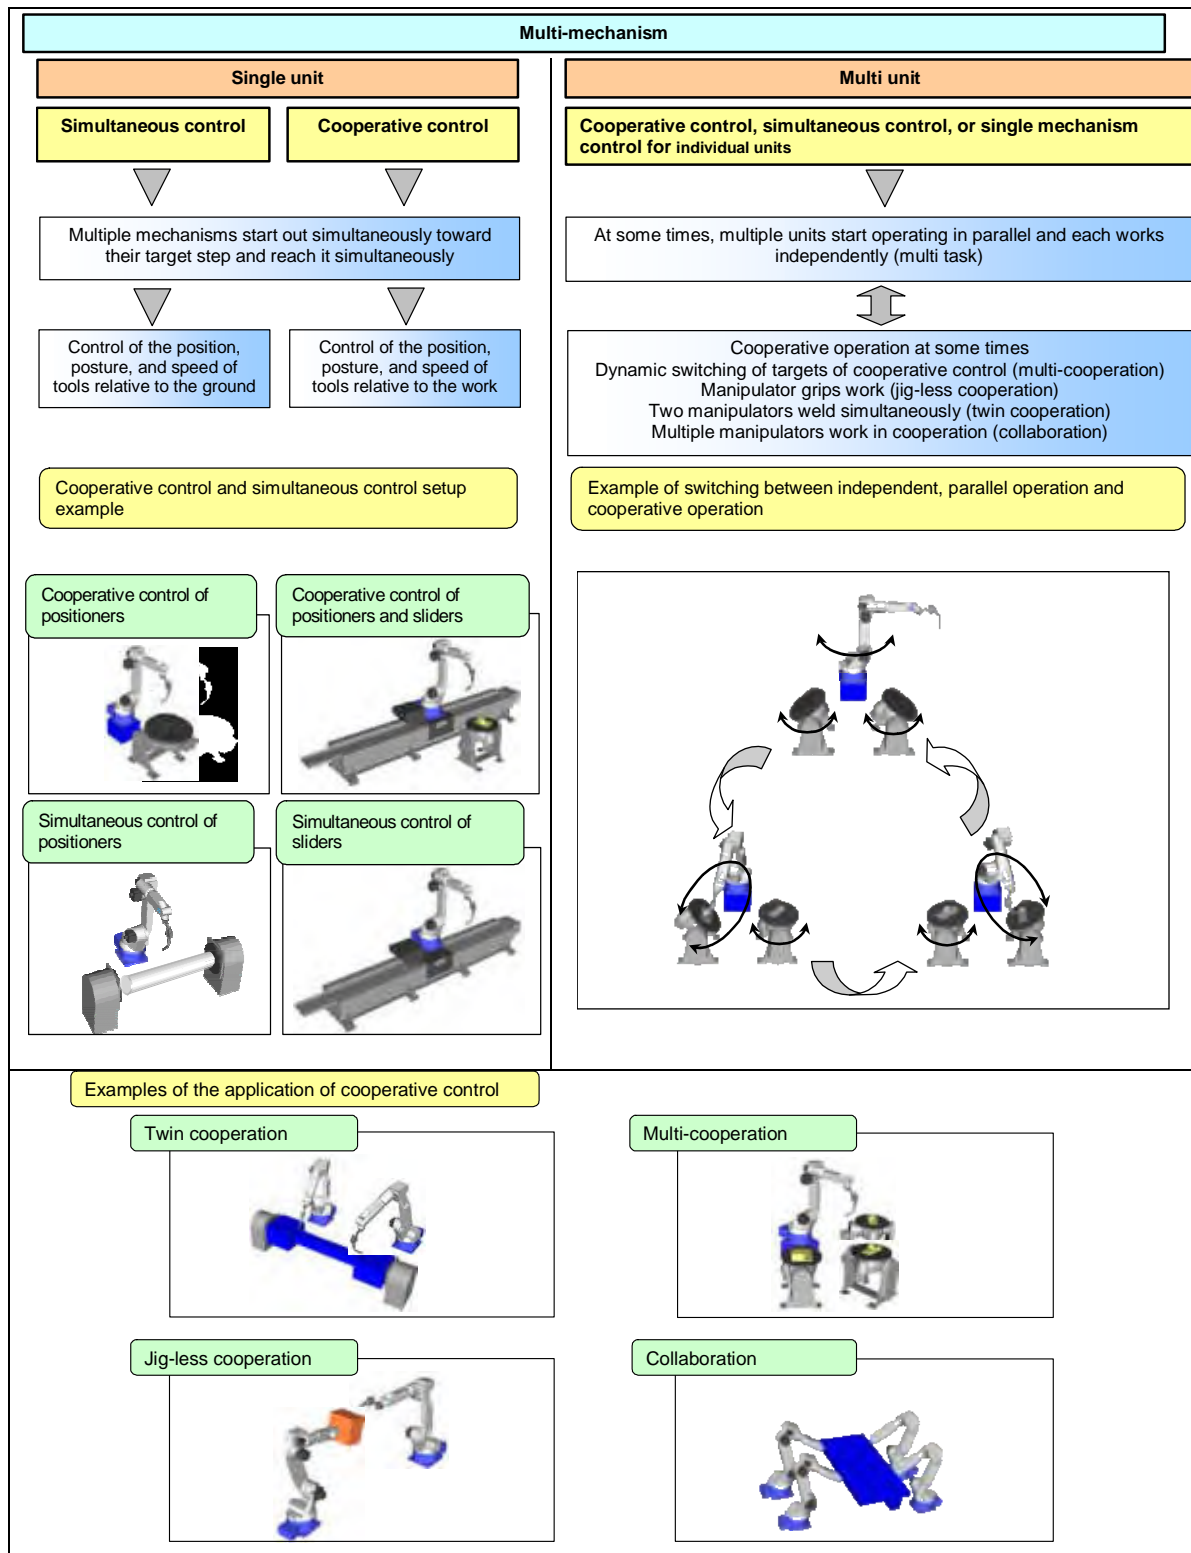 Multi-mechanism
Single unit
Simultaneous control
Cooperative control
Multiple mechanisms start out simultaneously toward
their target step and reach it simultaneously
Control of the position,
posture, and speed of
tools relative to the ground
Control of the position,
posture, and speed of
tools relative to the work
Cooperative control and simultaneous control setup
example
Cooperative control of
positioners
Cooperative control of
positioners and sliders
Simultaneous control of
positioners
Simultaneous control of
sliders
Multi unit
Cooperative control, simultaneous control, or single mechanism
control for individual units
At some times, multiple units start operating in parallel and each works
independently (multi task)
Cooperative operation at some times
Dynamic switching of targets of cooperative control (multi-cooperation)
Manipulator grips work (jig-less cooperation)
Two manipulators weld simultaneously (twin cooperation)
Multiple manipulators work in cooperation (collaboration)
Example of switching between independent, parallel operation and
cooperative operation
Examples of the application of cooperative control
Twin cooperation
Multi-cooperation
Jig-less cooperation
Collaboration